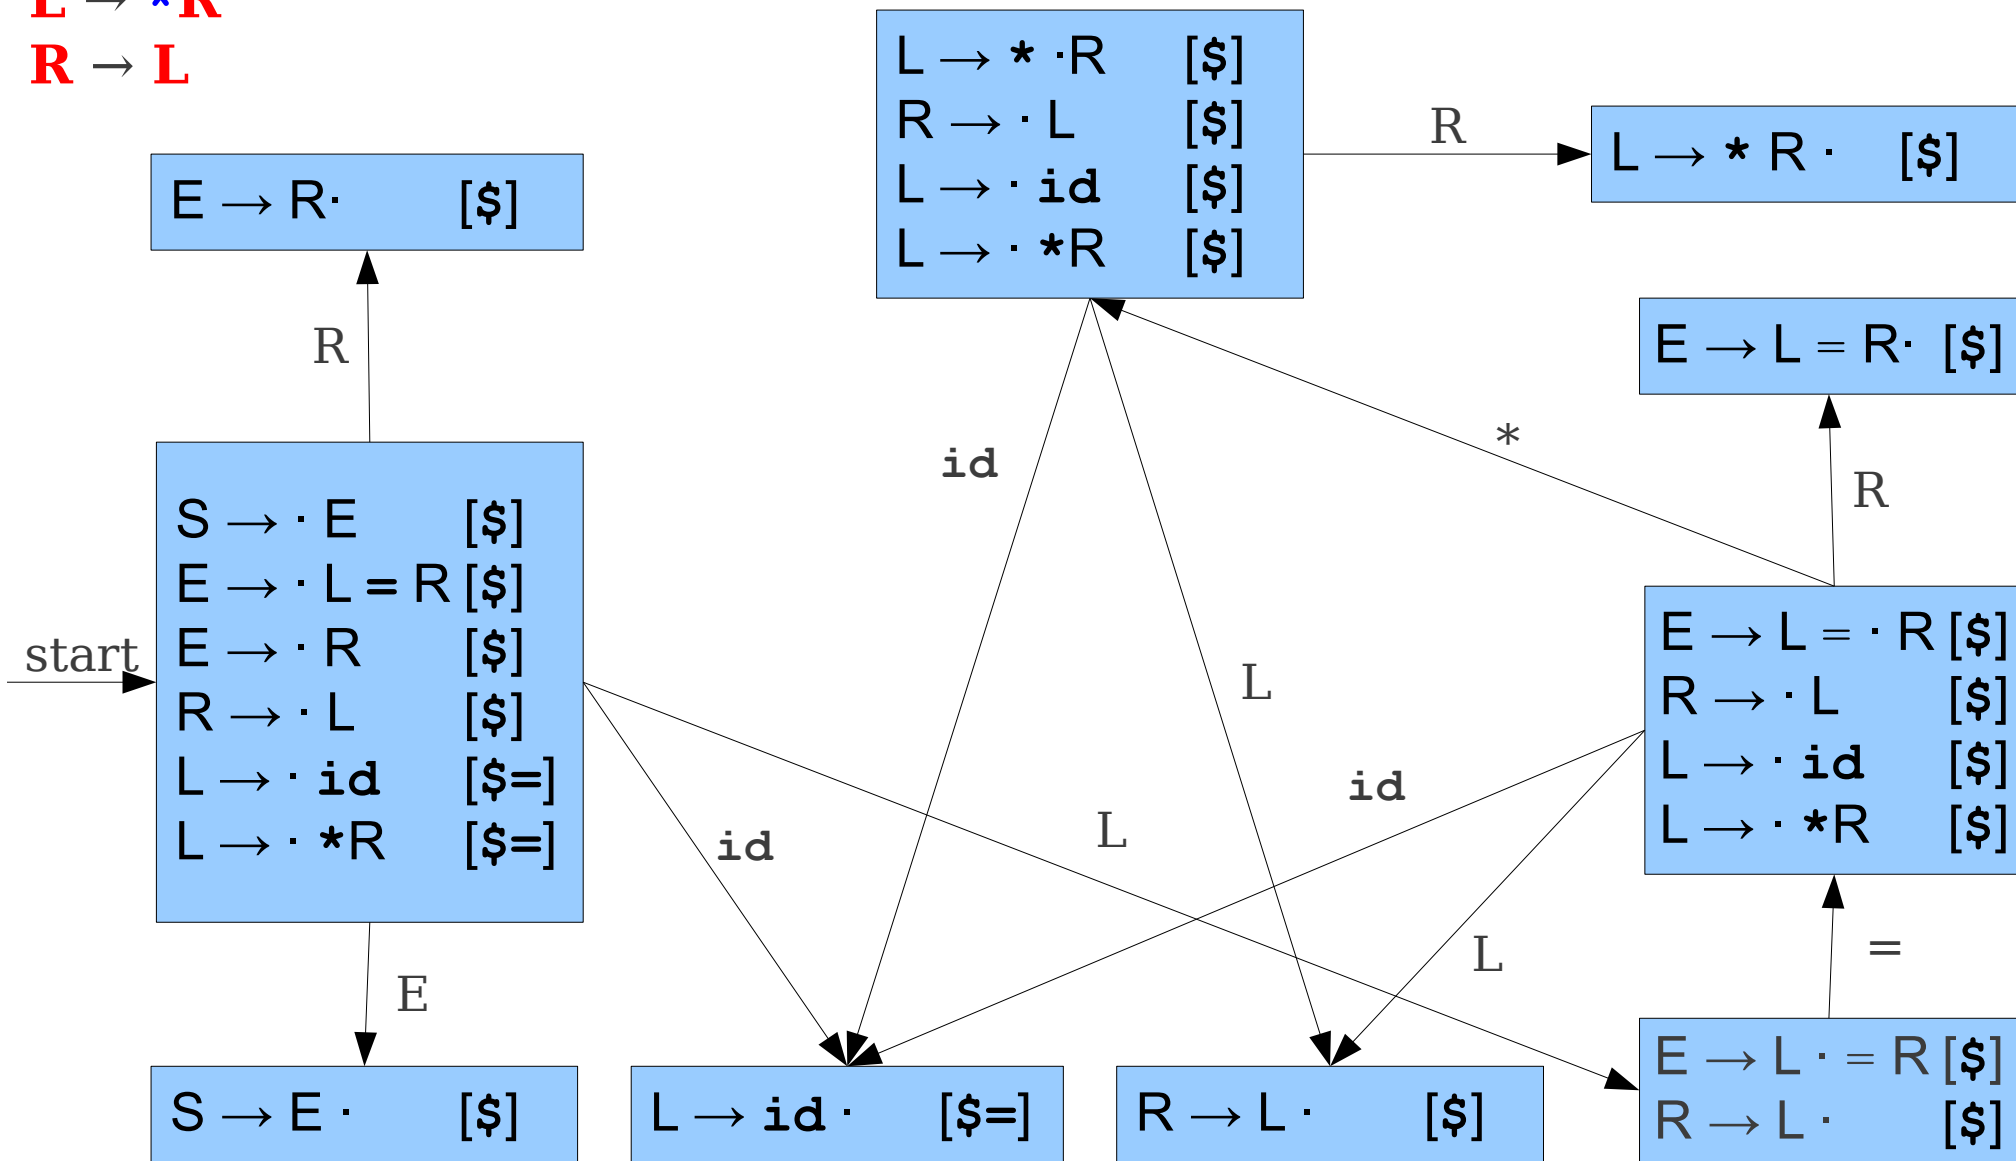 L → *R
R → L
L → * ·R [$]
R → · L [$]
L → · id [$]
L → · *R [$]
R
L → * R · [$]
E → R· [$]
R
E → L = R· [$]
R
*
id
S → · E [$]
E → · L = R [$]
E → · R [$]
R → · L [$]
L → · id [$=]
L → · *R [$=]
start
E → L = · R [$]
R → · L [$]
L → · id [$]
L → · *R [$]
L
id
L
id
L
=
E
S → E · [$]
L → id · [$=]
R → L · [$]
E → L · = R [$]
R → L · [$]